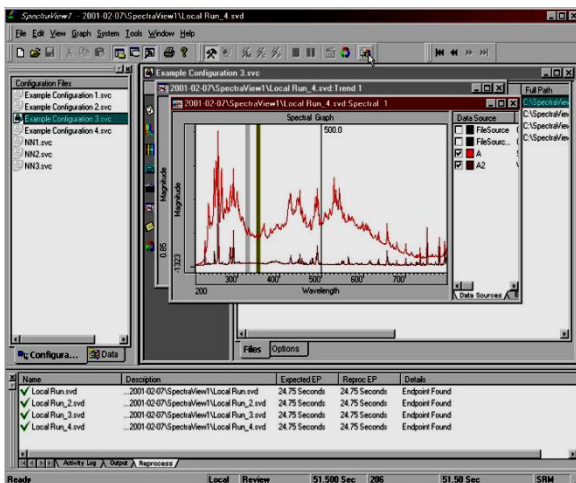 SpectraView1 - 2001-02-07\SpectraView1\Local Run_4.svd
File Edit View Graph System Tools Window Help
Configuration Files
Example Configuration 1.svc
Example Configuration 2.svc
Example Configuration 3.svc
Example Configuration 4.svc
NN1.svc
NN2.svc
NN3.svc
Configura...
Data
Example Configuration 3.svc
2001-02-07\SpectraView1\Local Run_4.svd:Trend 1
2001-02-07\SpectraView1\Local Run_4.svd Spectral 1
Spectral Graph
500.0
Magnitude
Magnitude
0.85
-1323
200
300
400
500
600
700
Wavelength
Data Source
FileSource
FileSourc...
A
A2
Data Sources
Full Path
C:\SpectraView
C:\SpectraView
C:\SpectraView
C:\SpectraView
Files Options
Name Description Expected EP Reproc EP Details
Local Run.svd ...2001-02-07\SpectraView1\Local Run.svd 24.75 Seconds 24.75 Seconds Endpoint Found
Local Run_2.svd ...2001-02-07\SpectraView1\Local Run_2.svd 24.75 Seconds 24.75 Seconds Endpoint Found
Local Run_3.svd ...2001-02-07\SpectraView1\Local Run_3.svd 24.75 Seconds 24.75 Seconds Endpoint Found
Local Run_4.svd ...2001-02-07\SpectraView1\Local Run_4.svd 24.75 Seconds 24.75 Seconds Endpoint Found
Activity Log Output Reprocess
Ready Local Review 51.500 Sec 206 51.50 Sec SRM